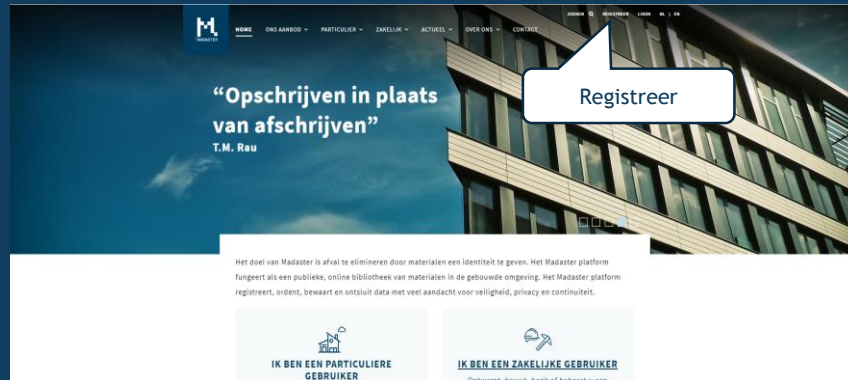 ZOEKEN REGISTREER LOGIN NL | EN
M.
MADASTER
HOME ONS AANBOD PARTICULIER ZAKELIJK ACTUEEL OVER ONS CONTACT
Registreer
“Opschrijven in plaats
van afschrijven”
T.M. Rau
Het doel van Madaster is afval te elimineren door materialen een identiteit te geven. Het Madaster platform
fungeert als een publieke, online bibliotheek van materialen in de gebouwde omgeving. Het Madaster platform
registreert, ordent, bewaart en ontsluit data met veel aandacht voor veiligheid, privacy en continuïteit.
IK BEN EEN PARTICULIERE
GEBRUIKER
IK BEN EEN ZAKELIJKE GEBRUIKER